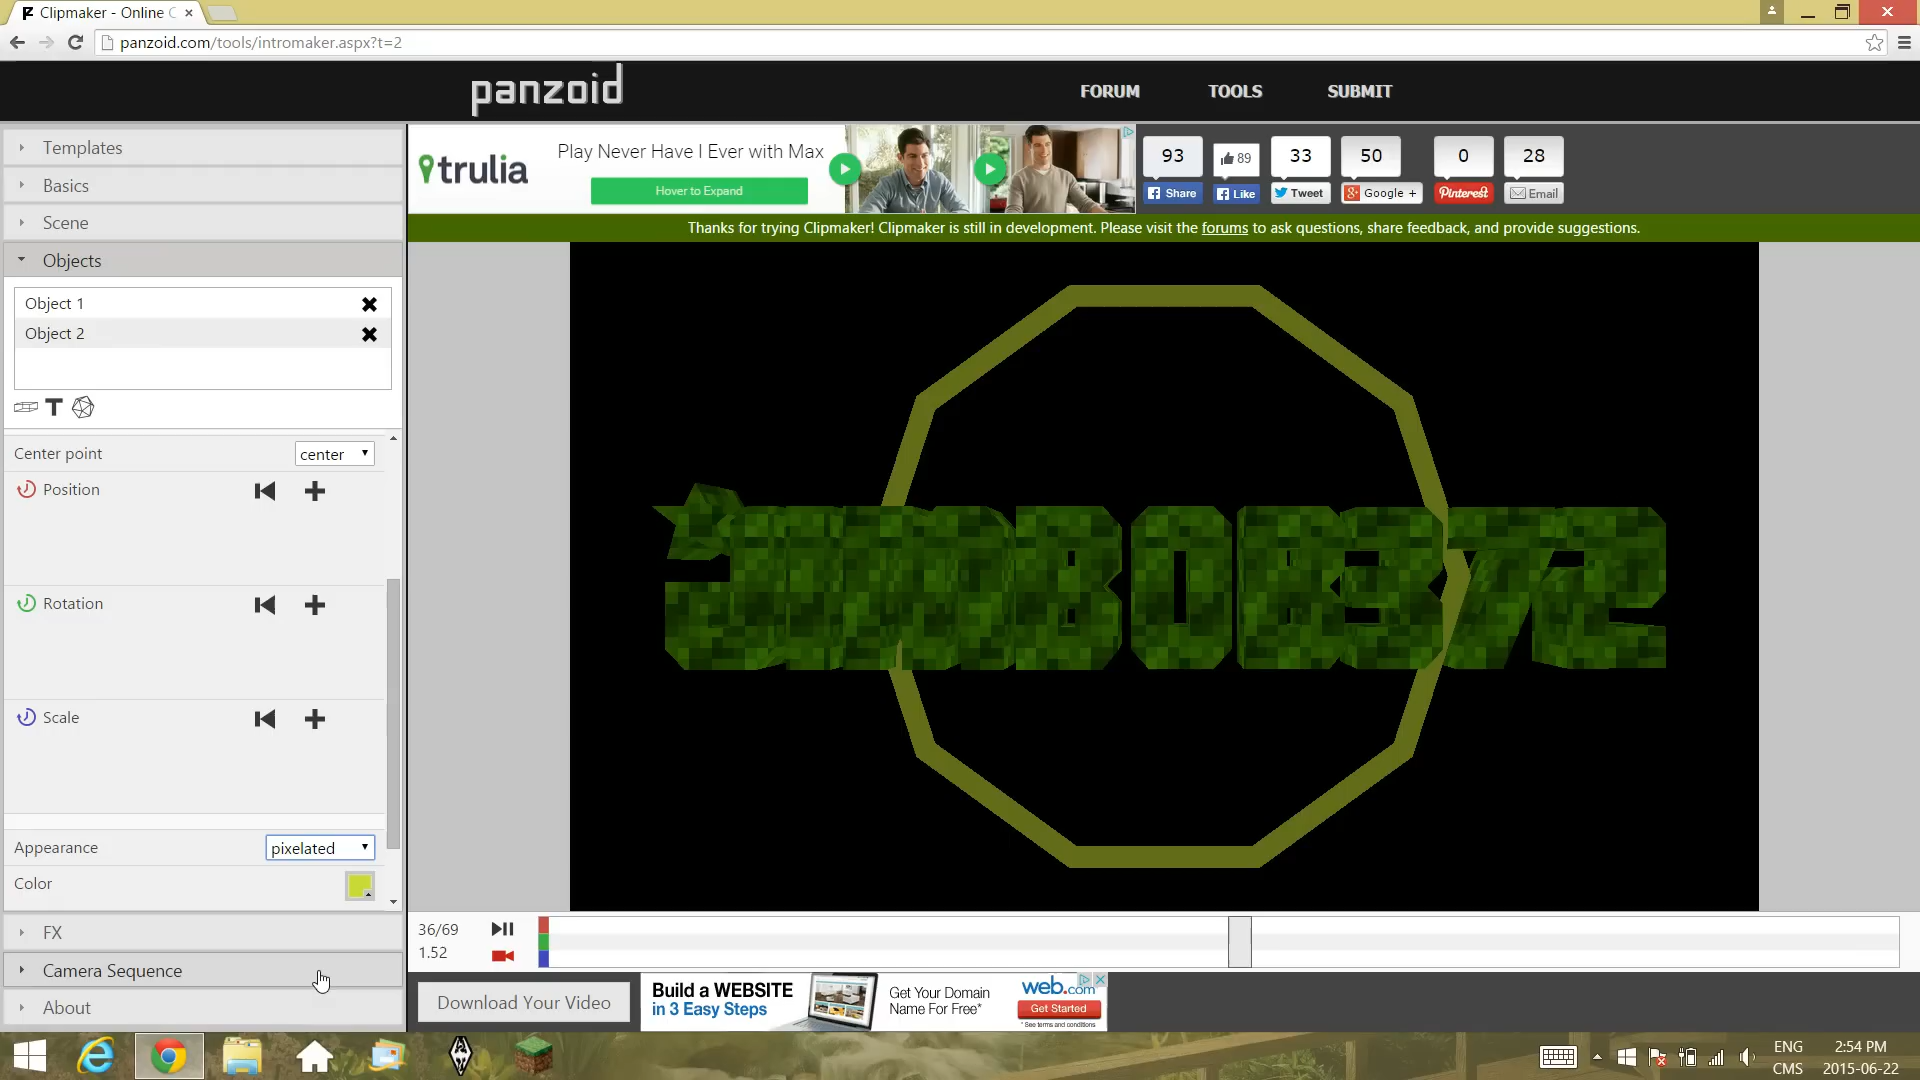 Clipmaker - Online C
panzoid.com/tools/intromaker.aspx?t=2
panzoid
FORUM
TOOLS
SUBMIT
Templates
Basics
Scene
Objects
Object 1
Object 2
T
Center point
center
Position
Rotation
Scale
Appearance
pixelated
Color
FX
Camera Sequence
About
trulia
Play Never Have I Ever with Max
Hover to Expand
93
89
33
50
0
28
Share
Like
Tweet
Google +
Pinterest
Email
Thanks for trying Clipmaker! Clipmaker is still in development. Please visit the forums to ask questions, share feedback, and provide suggestions.
36/69
1.52
Download Your Video
Build a WEBSITE
in 3 Easy Steps
Get Your Domain
Name For Free*
web.com
Get Started
* See terms and conditions
ENG
CMS
2:54 PM
2015-06-22